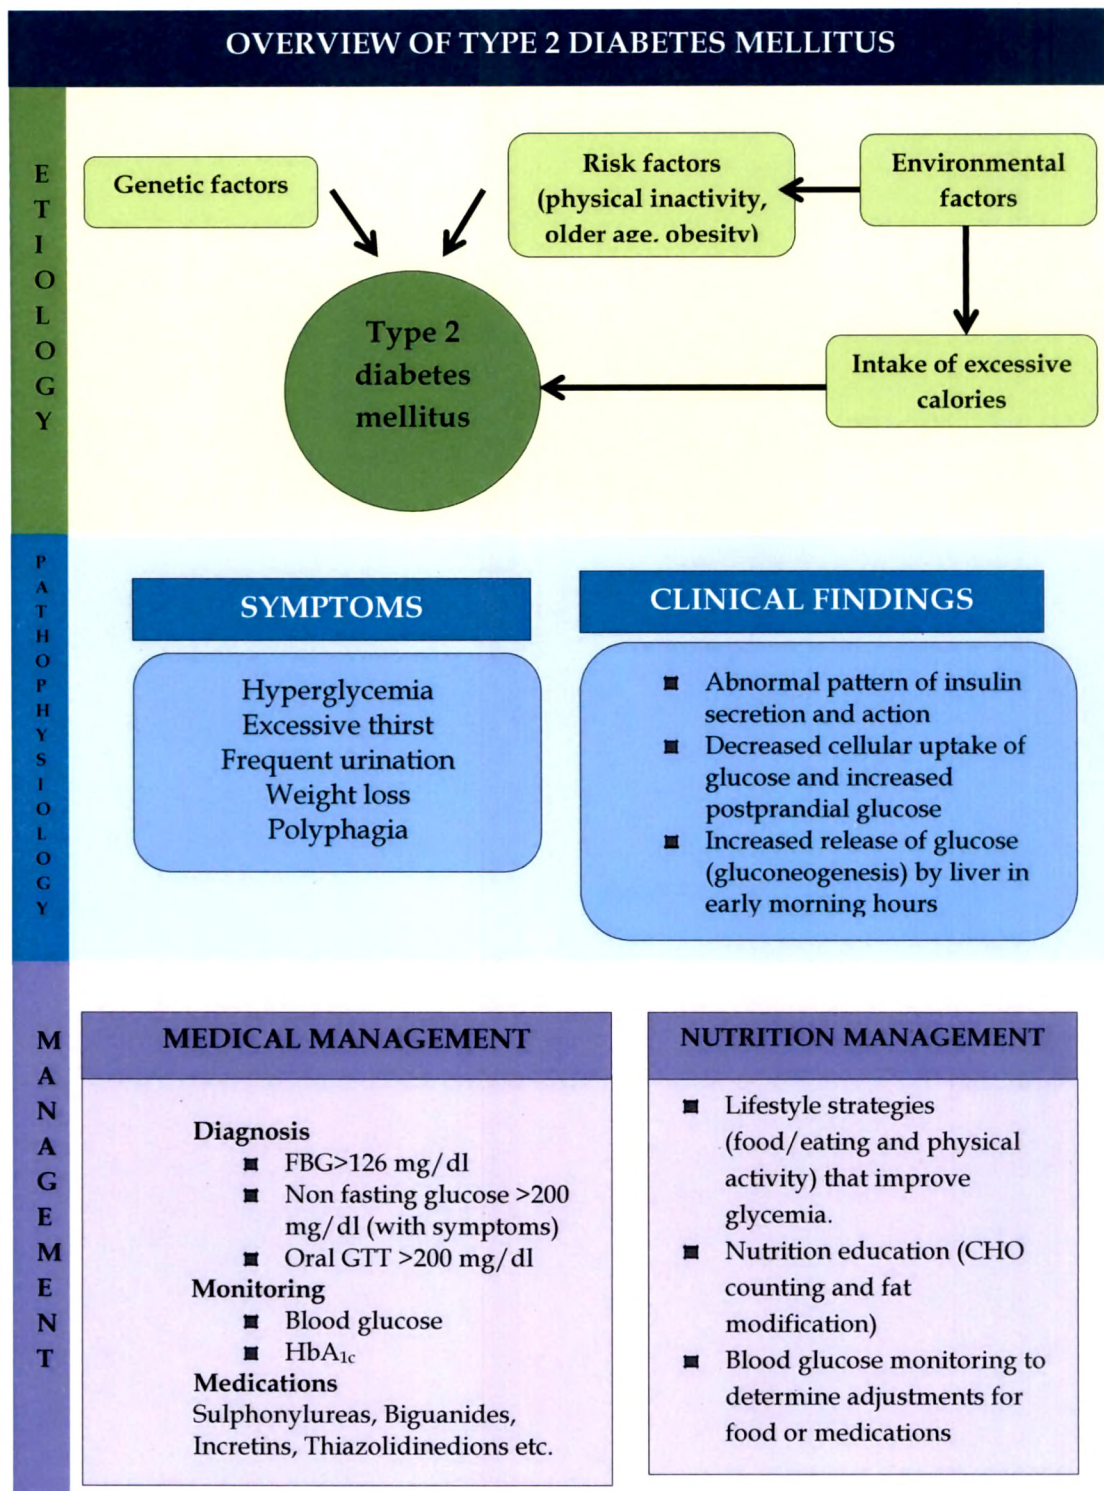 OVERVIEW OF TYPE 2 DIABETES MELLITUS
ETIOLOGY
Genetic factors
Risk factors
(physical inactivity,
older age, obesity)
Environmental
factors
Type 2
diabetes
mellitus
Intake of excessive
calories
PATHOPHYSIOLOGY
SYMPTOMS
Hyperglycemia
Excessive thirst
Frequent urination
Weight loss
Polyphagia
CLINICAL FINDINGS
■ Abnormal pattern of insulin
secretion and action
■ Decreased cellular uptake of
glucose and increased
postprandial glucose
■ Increased release of glucose
(gluconeogenesis) by liver in
early morning hours
MANAGEMENT
MEDICAL MANAGEMENT
Diagnosis
■ FBG>126 mg/dl
■ Non fasting glucose >200
mg/dl (with symptoms)
■ Oral GTT >200 mg/dl
Monitoring
■ Blood glucose
■ HbA1c
Medications
Sulphonylureas, Biguanides,
Incretins, Thiazolidinedions etc.
NUTRITION MANAGEMENT
■ Lifestyle strategies
(food/eating and physical
activity) that improve
glycemia.
■ Nutrition education (CHO
counting and fat
modification)
■ Blood glucose monitoring to
determine adjustments for
food or medications